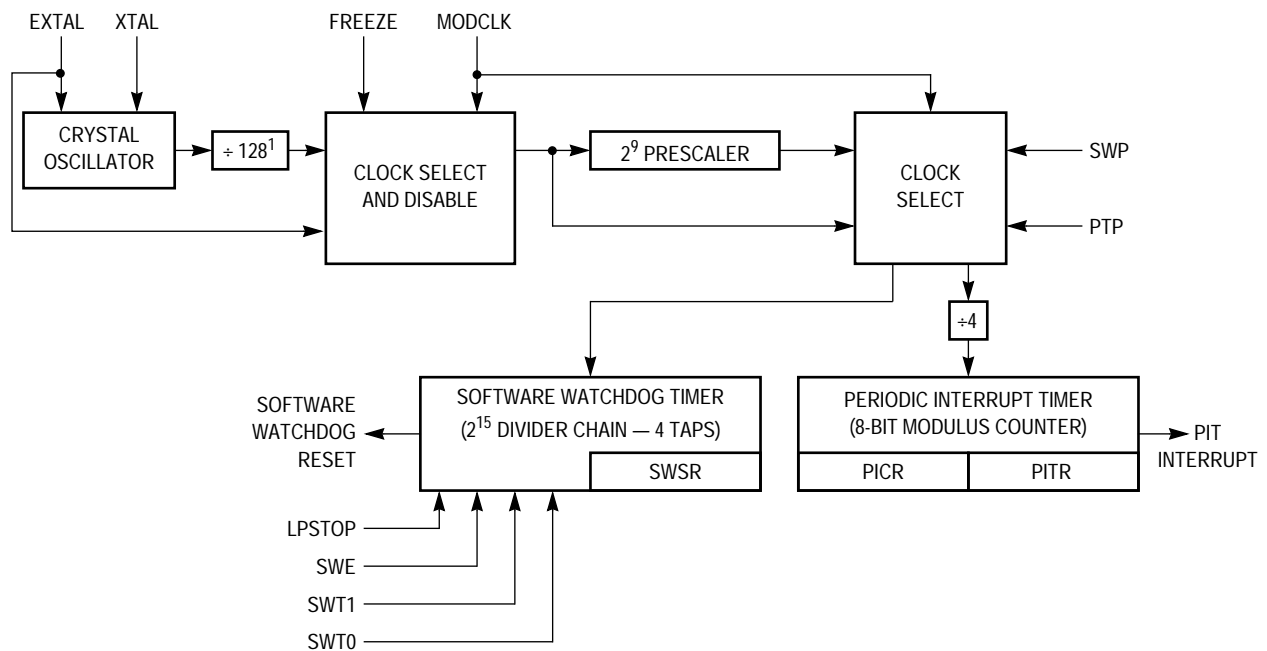 EXTAL XTAL FREEZE MODCLK
CRYSTAL
OSCILLATOR
÷ 128¹
CLOCK SELECT
AND DISABLE
2⁹ PRESCALER
CLOCK
SELECT
SWP
PTP
÷4
SOFTWARE
WATCHDOG
RESET
SOFTWARE WATCHDOG TIMER
(2¹⁵ DIVIDER CHAIN — 4 TAPS)
SWSR
PERIODIC INTERRUPT TIMER
(8-BIT MODULUS COUNTER)
PICR PITR
PIT
INTERRUPT
LPSTOP
SWE
SWT1
SWT0